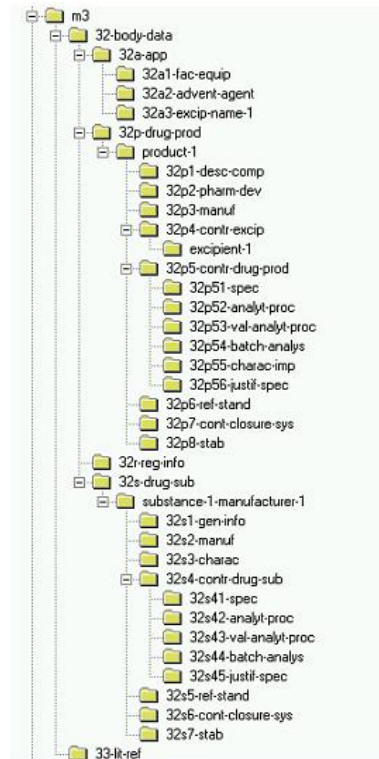 m3
32-body-data
32a-app
32a1-fac-equip
32a2-advent-agent
32a3-excip-name-1
32p-drug-prod
product-1
32p1-desc-comp
32p2-pharm-dev
32p3-manuf
32p4-contr-excip
excipient-1
32p5-contr-drug-prod
32p51-spec
32p52-analyt-proc
32p53-val-analyt-proc
32p54-batch-analys
32p55-charac-imp
32p56-justif-spec
32p6-ref-stand
32p7-cont-closure-sys
32p8-stab
32r-reg-info
32s-drug-sub
substance-1-manufacturer-1
32s1-gen-info
32s2-manuf
32s3-charac
32s4-contr-drug-sub
32s41-spec
32s42-analyt-proc
32s43-val-analyt-proc
32s44-batch-analys
32s45-justif-spec
32s5-ref-stand
32s6-cont-closure-sys
32s7-stab
33-lit-ref